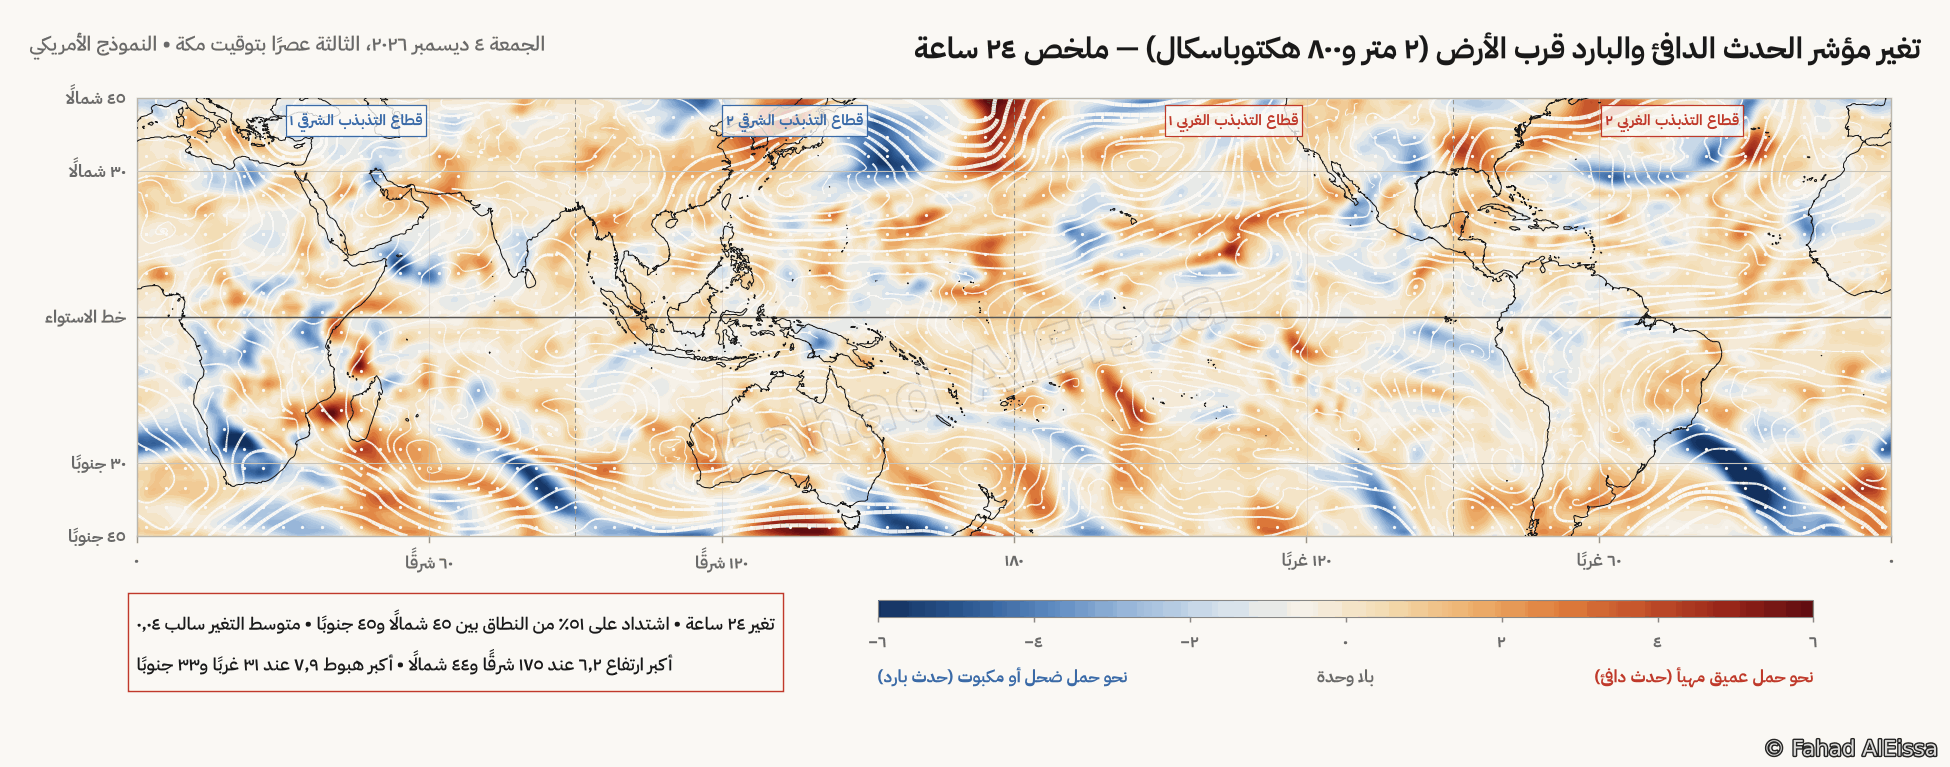 تغير مؤشر الحدث الدافئ والبارد قرب الأرض (٢ متر و٨٠٠ هكتوباسكال) — ملخص ٢٤ ساعة
الجمعة ٤ ديسمبر ٢٠٢٦، الثالثة عصرًا بتوقيت مكة • النموذج الأمريكي
قطاع التذبذب الشرقي ١
قطاع التذبذب الشرقي ٢
قطاع التذبذب الغربي ١
قطاع التذبذب الغربي ٢
٤٥ شمالًا
٣٠ شمالًا
خط الاستواء
٣٠ جنوبًا
٤٥ جنوبًا
٠
٦٠ شرقًا
١٢٠ شرقًا
١٨٠
١٢٠ غربًا
٦٠ غربًا
٠
Fahad AlEissa
تغير ٢٤ ساعة • اشتداد على ٥١٪ من النطاق بين ٤٥ شمالًا و٤٥ جنوبًا • متوسط التغير سالب ٠,٠٤
أكبر ارتفاع ٦,٢ عند ١٧٥ شرقًا و٤٤ شمالًا • أكبر هبوط ٧,٩ عند ٣١ غربًا و٣٣ جنوبًا
−٦
−٤
−٢
٠
٢
٤
٦
نحو حمل ضحل أو مكبوت (حدث بارد)
بلا وحدة
نحو حمل عميق مهيأ (حدث دافئ)
© Fahad AlEissa